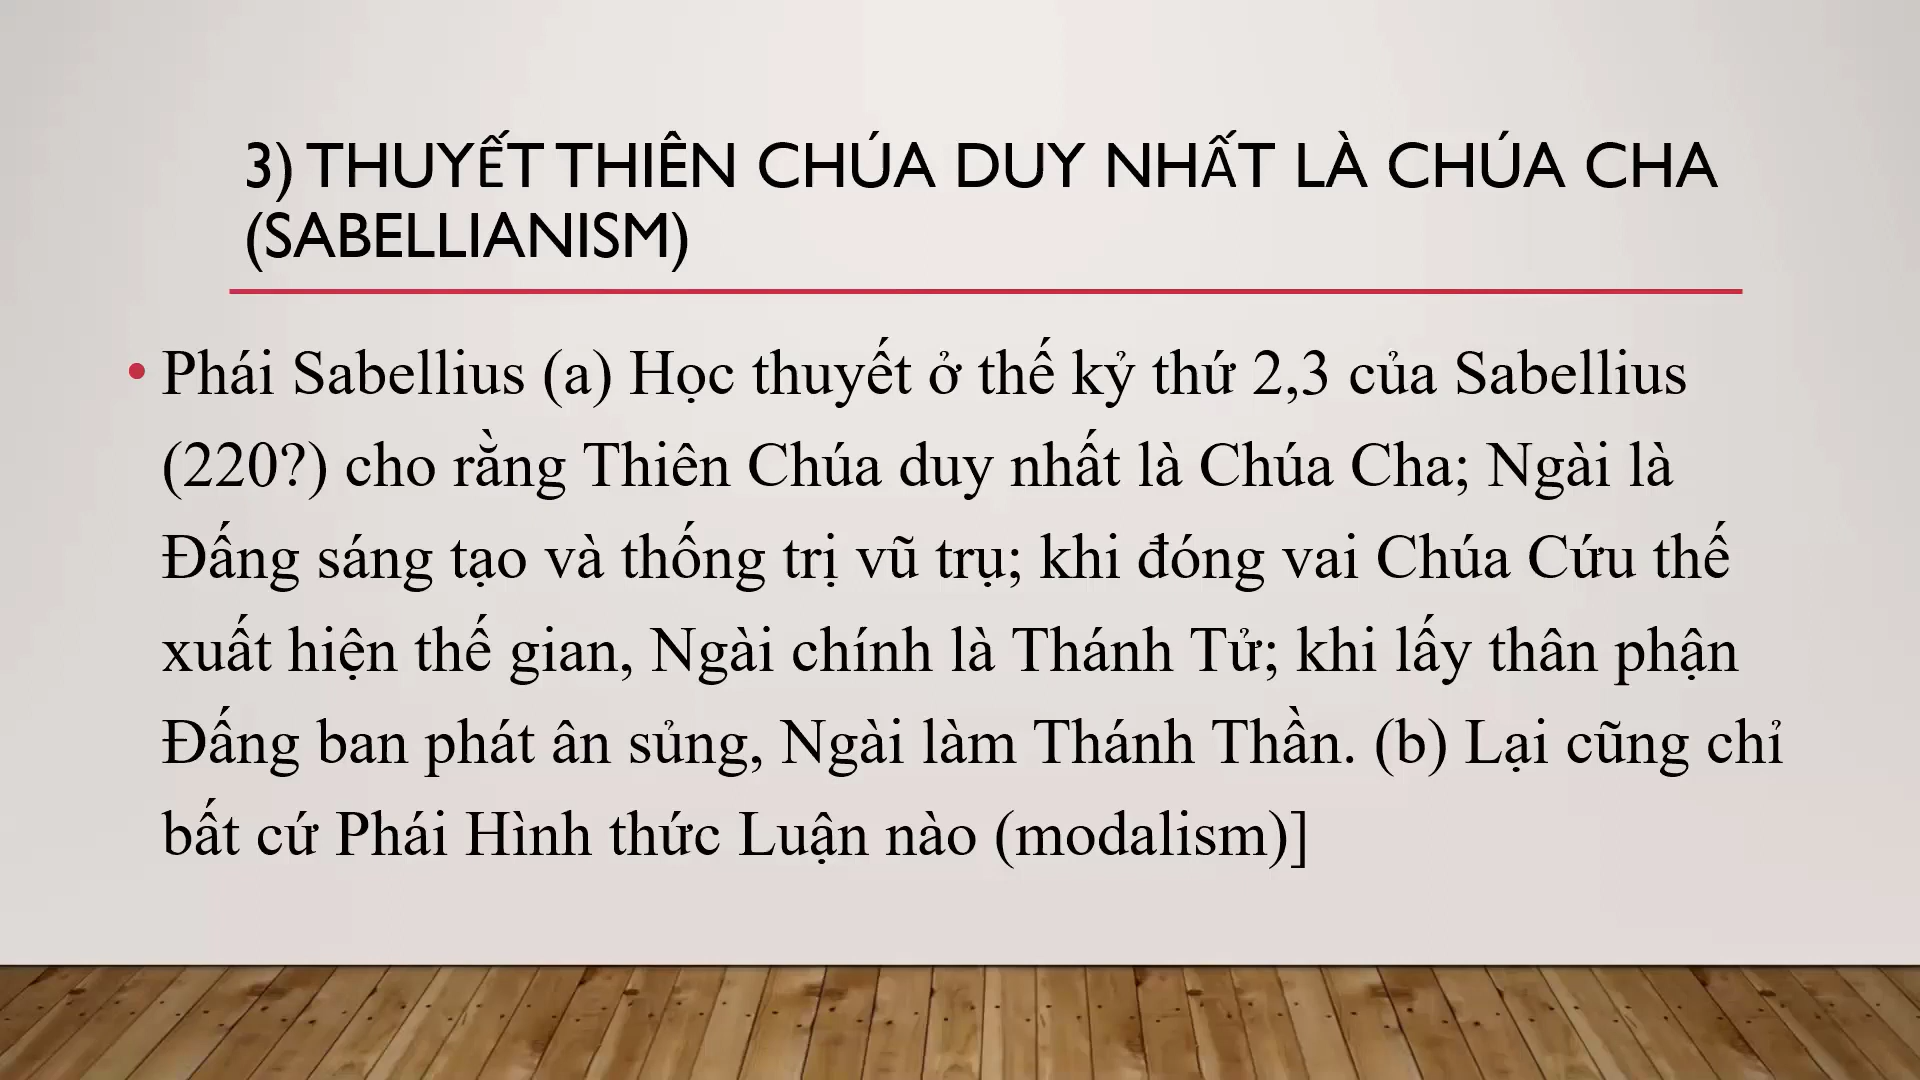 3) THUYẾT THIÊN CHÚA DUY NHẤT LÀ CHÚA CHA
(SABELLIANISM)
• Phái Sabellius (a) Học thuyết ở thế kỷ thứ 2,3 của Sabellius
(220?) cho rằng Thiên Chúa duy nhất là Chúa Cha; Ngài là
Đấng sáng tạo và thống trị vũ trụ; khi đóng vai Chúa Cứu thế
xuất hiện thế gian, Ngài chính là Thánh Tử; khi lấy thân phận
Đấng ban phát ân sủng, Ngài làm Thánh Thần. (b) Lại cũng chỉ
bất cứ Phái Hình thức Luận nào (modalism)]